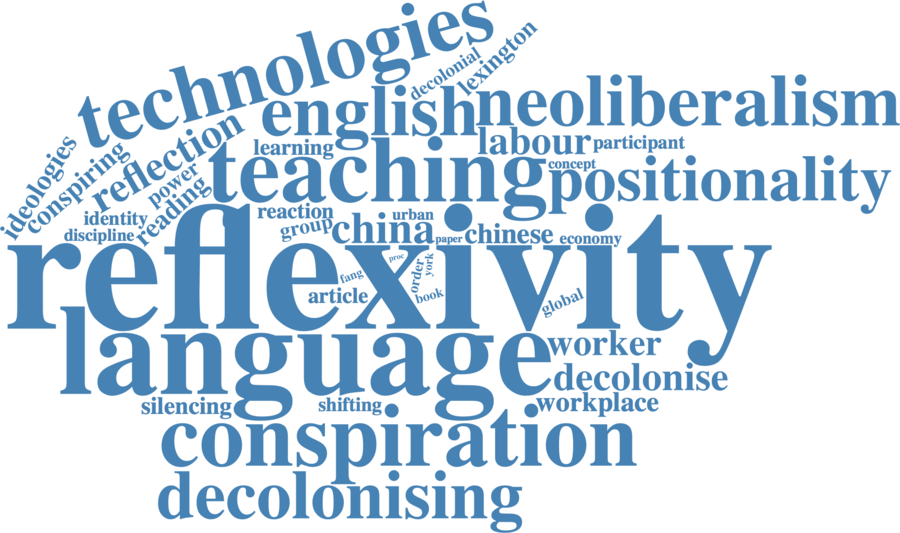 technologies
decolonial
lexington
english
neoliberalism
ideologies
conspiring
reflection
learning
labour
participant
power
reading
teaching
concept
positionality
identity
discipline
reaction
group
urban
china
paper
chinese
economy
reflexivity
fang
proc
order
york
article
book
global
language
worker
decolonise
silencing
shifting
workplace
conspiration
decolonising